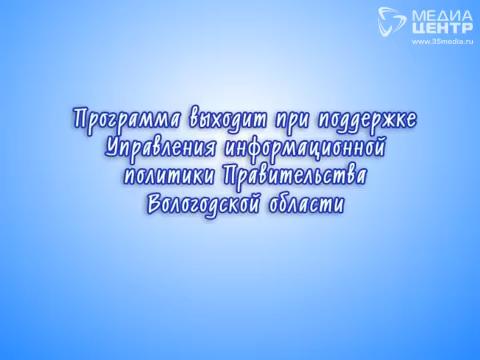 МЕДИА
ЦЕНТР
www.35media.ru
Программа выходит при поддержке
Управления информационной
политики Правительства
Вологодской области